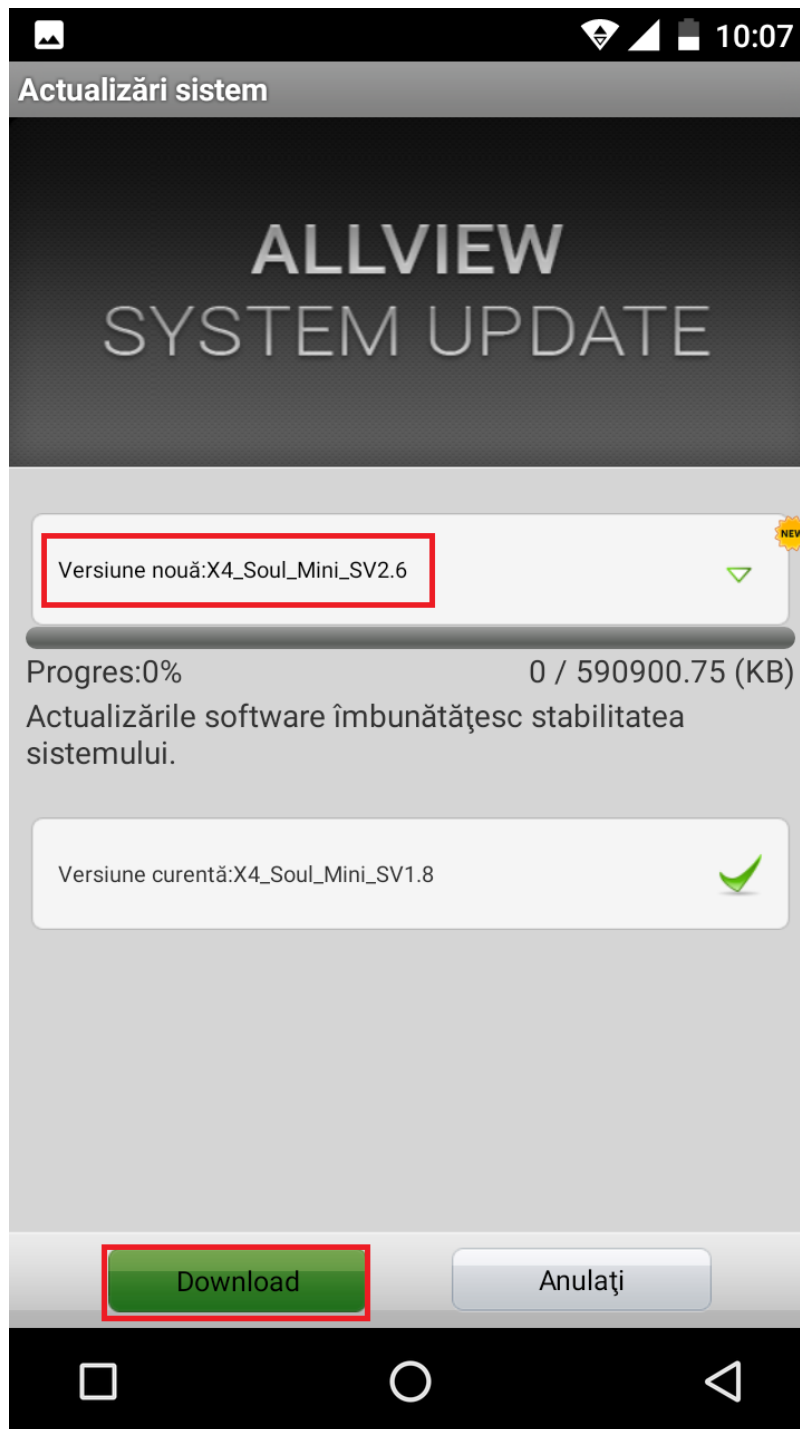 10:07
Actualizări sistem
ALLVIEW
SYSTEM UPDATE
NEW
Versiune nouă:X4_Soul_Mini_SV2.6
Progres:0% 0 / 590900.75 (KB)
Actualizările software îmbunătăţesc stabilitatea
sistemului.
Versiune curentă:X4_Soul_Mini_SV1.8
Download Anulaţi